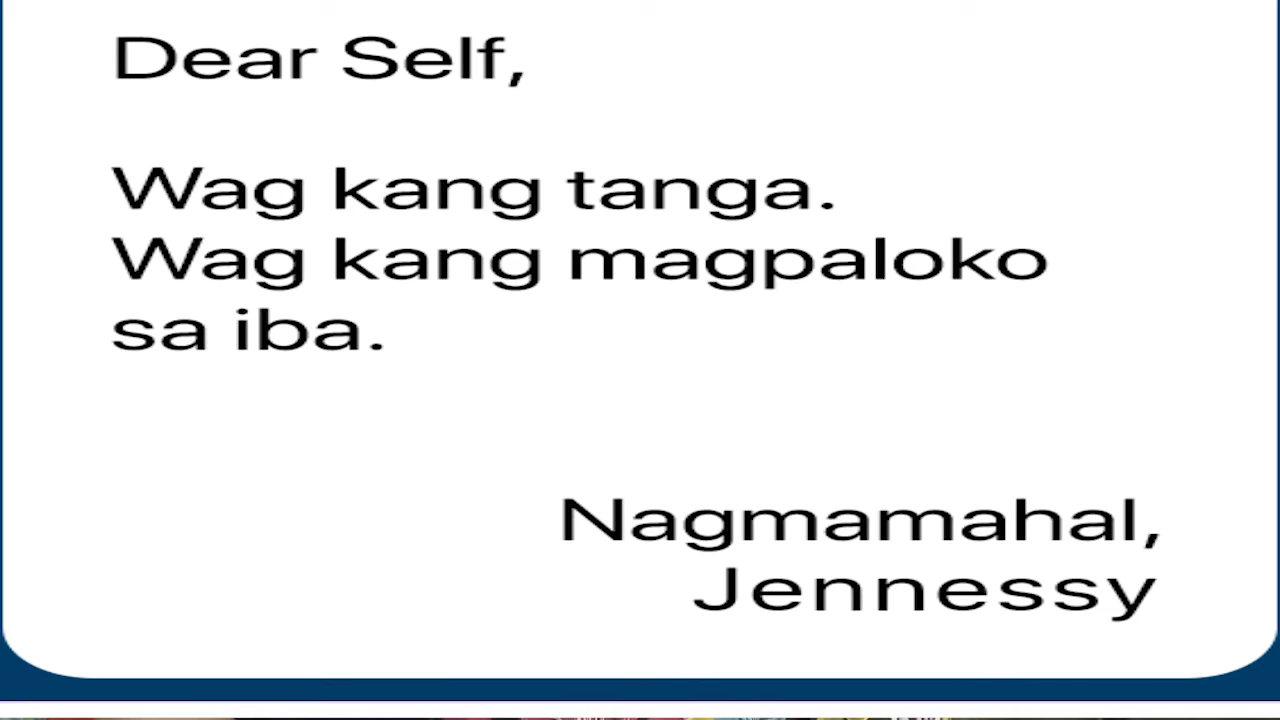 Dear Self,
Wag kang tanga.
Wag kang magpaloko
sa iba.
Nagmamahal,
Jennessy